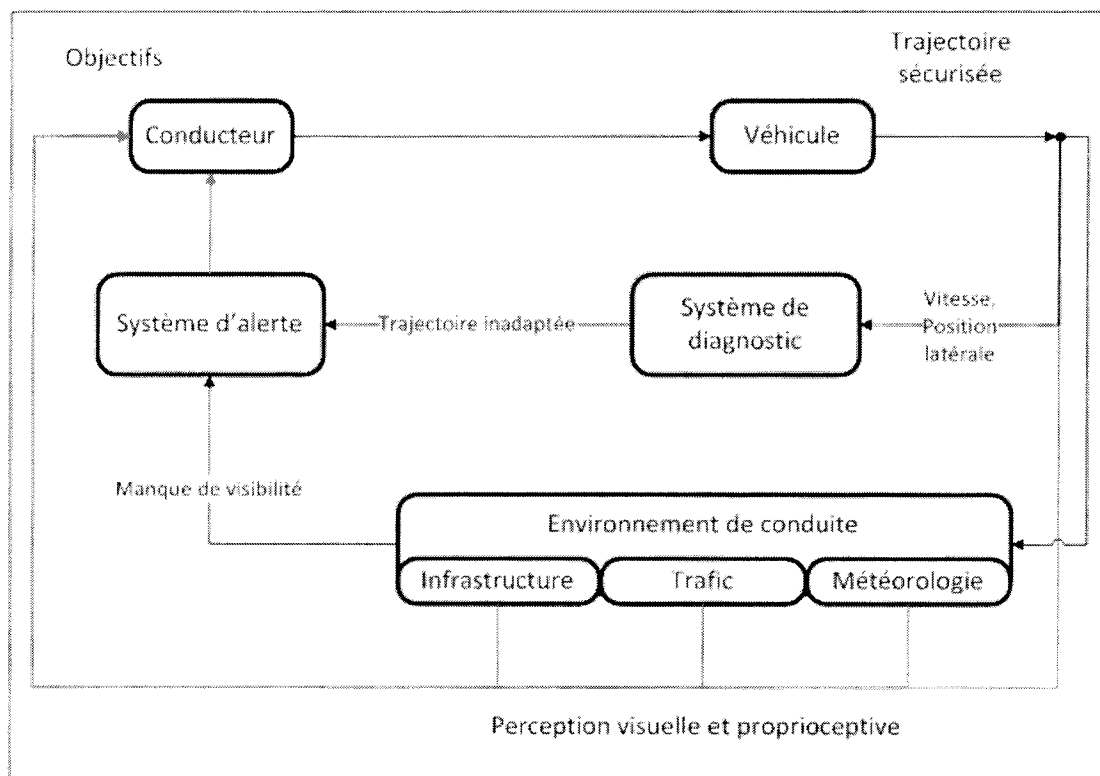 Objectifs
Trajectoire
sécurisée
Conducteur
Véhicule
Système d'alerte
Trajectoire inadaptée
Système de
diagnostic
Vitesse,
Position
latérale
Manque de visibilité
Environnement de conduite
Infrastructure
Trafic
Météorologie
Perception visuelle et proprioceptive